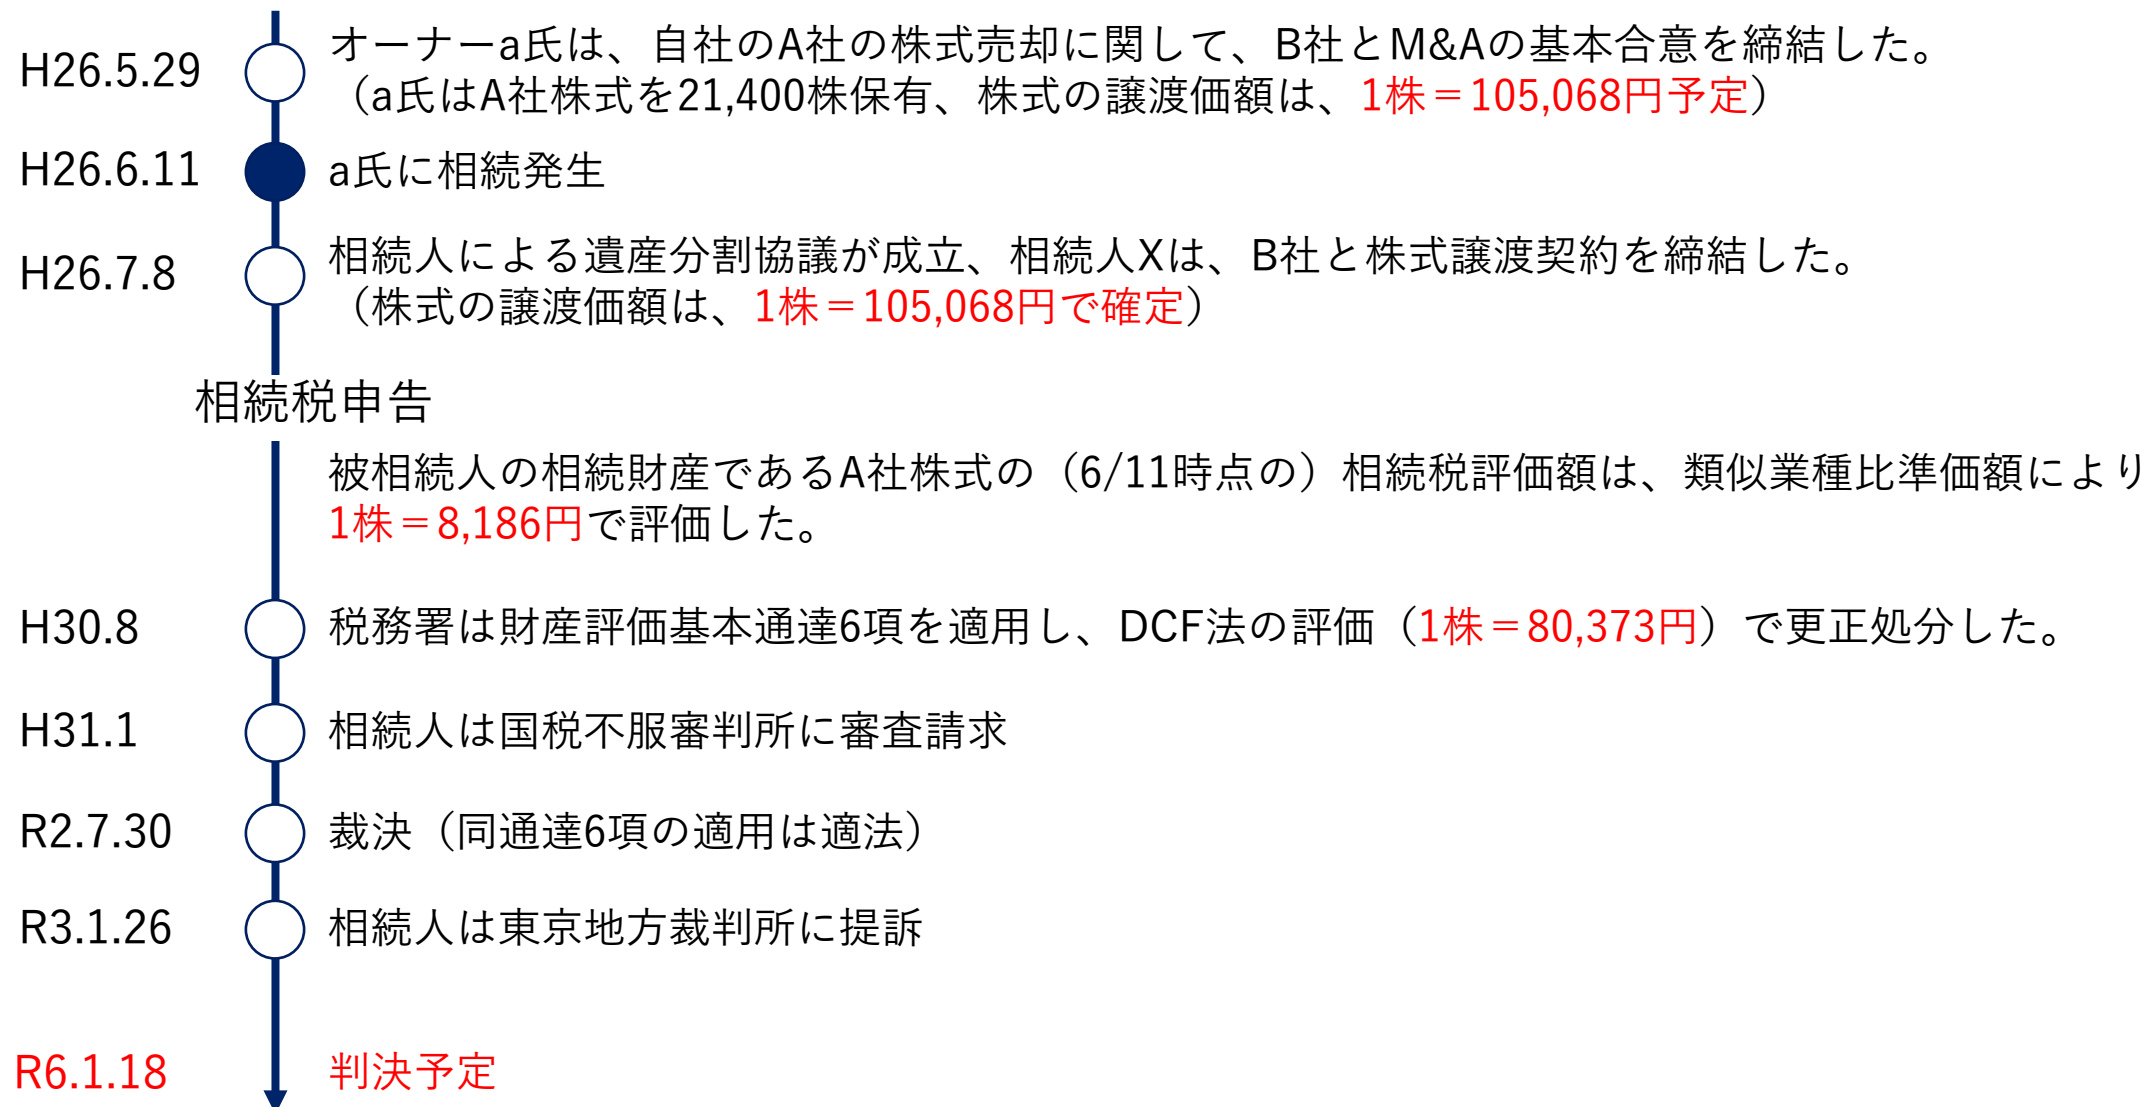 H26.5.29
オーナーa氏は、自社のA社の株式売却に関して、B社とM&Aの基本合意を締結した。
（a氏はA社株式を21,400株保有、株式の譲渡価額は、1株＝105,068円予定）
H26.6.11
a氏に相続発生
H26.7.8
相続人による遺産分割協議が成立、相続人Xは、B社と株式譲渡契約を締結した。
（株式の譲渡価額は、1株＝105,068円で確定）
相続税申告
被相続人の相続財産であるA社株式の（6/11時点の）相続税評価額は、類似業種比準価額により
1株＝8,186円で評価した。
H30.8
税務署は財産評価基本通達6項を適用し、DCF法の評価（1株＝80,373円）で更正処分した。
H31.1
相続人は国税不服審判所に審査請求
R2.7.30
裁決（同通達6項の適用は適法）
R3.1.26
相続人は東京地方裁判所に提訴
R6.1.18
判決予定